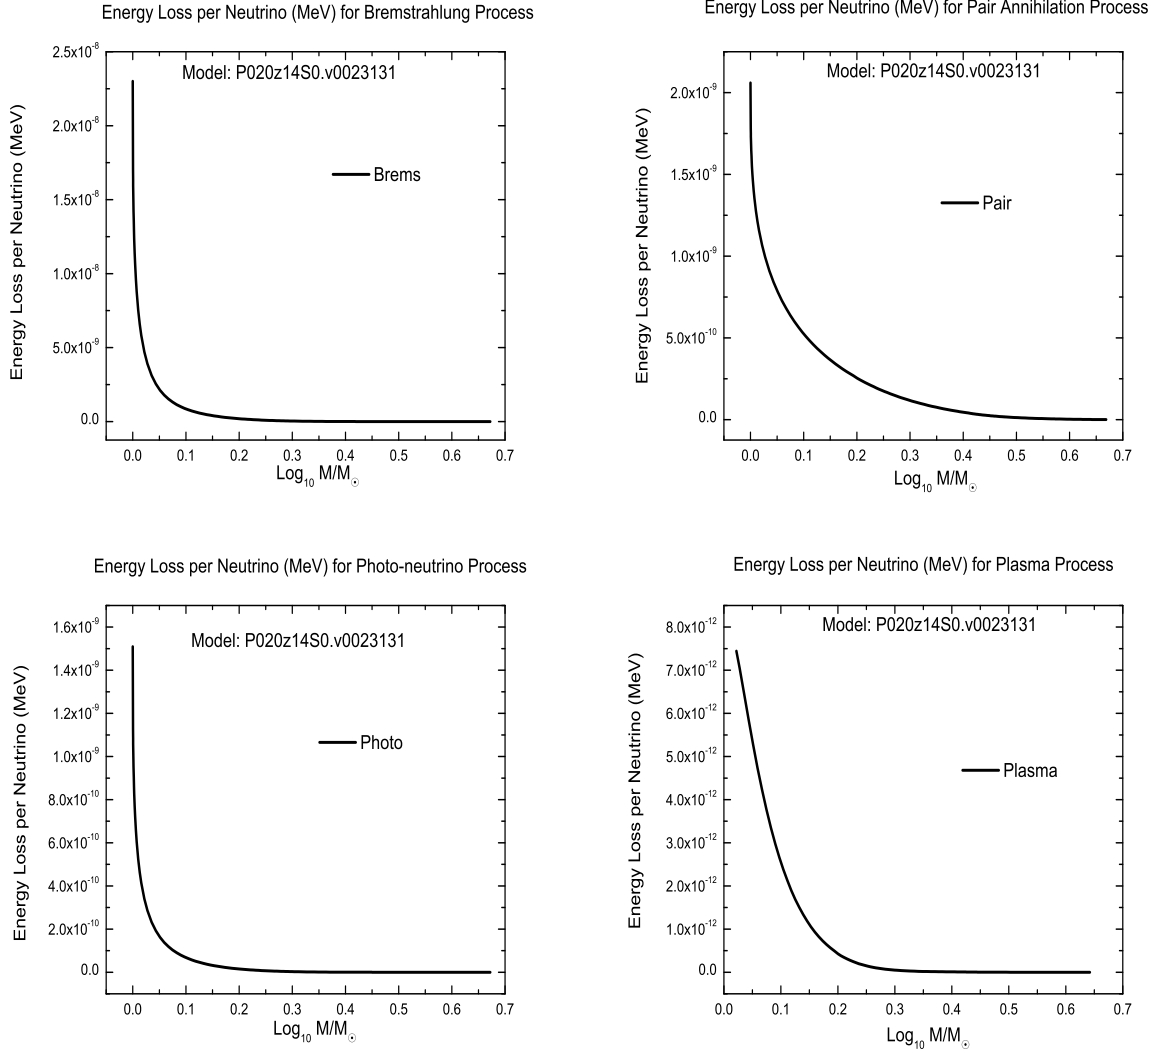 Energy Loss per Neutrino (MeV) for Bremstrahlung Process
2.5x10⁻⁸
2.0x10⁻⁸
1.5x10⁻⁸
1.0x10⁻⁸
5.0x10⁻⁹
0.0
Energy Loss per Neutrino (MeV)
Model: P020z14S0.v0023131
Brems
0.0 0.1 0.2 0.3 0.4 0.5 0.6 0.7
Log₁₀ M/M☉
Energy Loss per Neutrino (MeV) for Pair Annihilation Process
2.0x10⁻⁹
1.5x10⁻⁹
1.0x10⁻⁹
5.0x10⁻¹⁰
0.0
Energy Loss per Neutrino (MeV)
Model: P020z14S0.v0023131
Pair
0.0 0.1 0.2 0.3 0.4 0.5 0.6 0.7
Log₁₀ M/M☉
Energy Loss per Neutrino (MeV) for Photo-neutrino Process
1.6x10⁻⁹
1.4x10⁻⁹
1.2x10⁻⁹
1.0x10⁻⁹
8.0x10⁻¹⁰
6.0x10⁻¹⁰
4.0x10⁻¹⁰
2.0x10⁻¹⁰
0.0
Energy Loss per Neutrino (MeV)
Model: P020z14S0.v0023131
Photo
0.0 0.1 0.2 0.3 0.4 0.5 0.6 0.7
Log₁₀ M/M☉
Energy Loss per Neutrino (MeV) for Plasma Process
8.0x10⁻¹²
7.0x10⁻¹²
6.0x10⁻¹²
5.0x10⁻¹²
4.0x10⁻¹²
3.0x10⁻¹²
2.0x10⁻¹²
1.0x10⁻¹²
0.0
Energy Loss per Neutrino (MeV)
Model: P020z14S0.v0023131
Plasma
0.0 0.1 0.2 0.3 0.4 0.5 0.6 0.7
Log₁₀ M/M☉